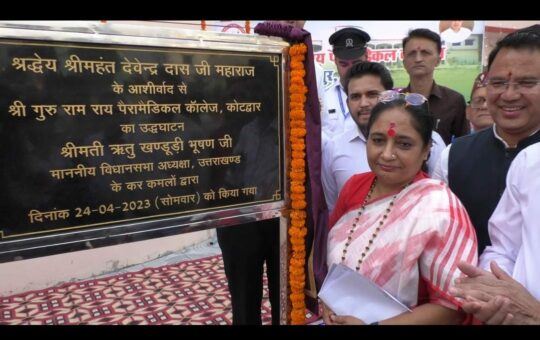 श्रद्धेय श्रीमहंत देवेन्द्र दास जी महाराज
के आशीर्वाद से
श्री गुरु राम राय पैरामैडिकल कॉलेज, कोटद्वार
का उद्घाटन
श्रीमती ऋतु खण्डूड़ी भूषण जी
माननीय विधानसभा अध्यक्षा, उत्तराखण्ड
के कर कमलों द्वारा
दिनांक 24-04-2023 (सोमवार) को किया गया
राय पैरामैडिकल कॉलेज